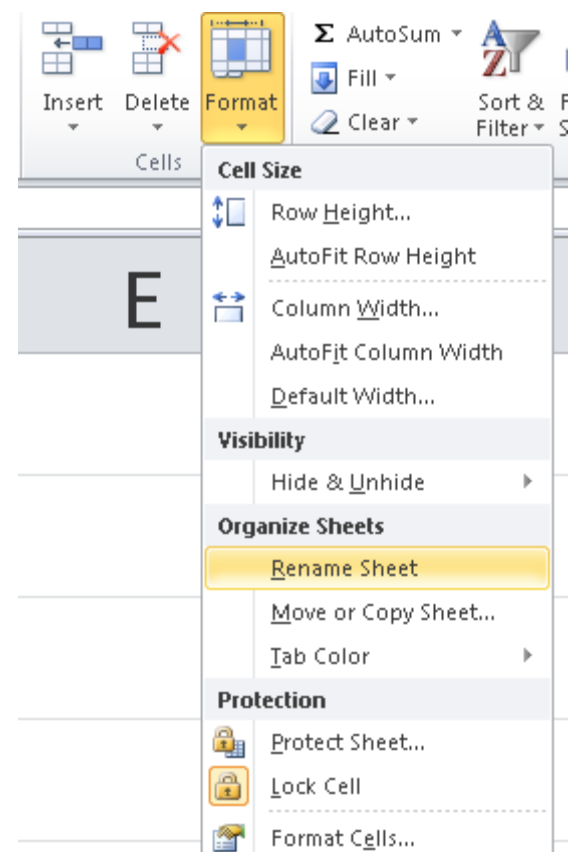 Insert Delete Format
Σ AutoSum
Fill
Clear
Sort &
Filter
F
S
Cells
Cell Size
Row Height...
AutoFit Row Height
E
Column Width...
AutoFit Column Width
Default Width...
Visibility
Hide & Unhide
Organize Sheets
Rename Sheet
Move or Copy Sheet...
Tab Color
Protection
Protect Sheet...
Lock Cell
Format Cells...